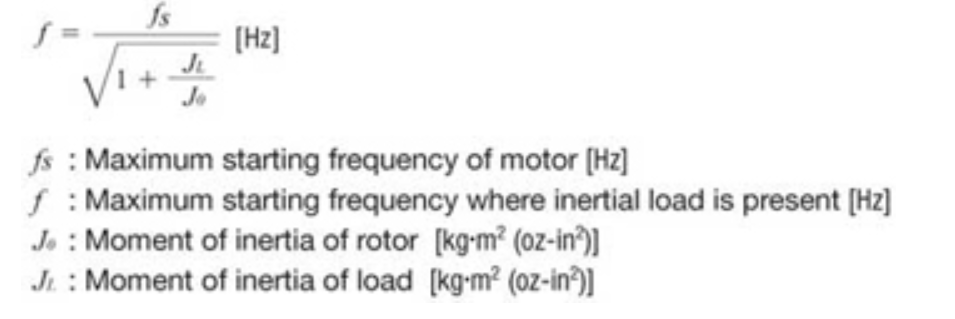 f = fs / √(1 + JL / J0) [Hz]
fs : Maximum starting frequency of motor [Hz]
f : Maximum starting frequency where inertial load is present [Hz]
J0 : Moment of inertia of rotor [kg·m² (oz-in²)]
JL : Moment of inertia of load [kg·m² (oz-in²)]